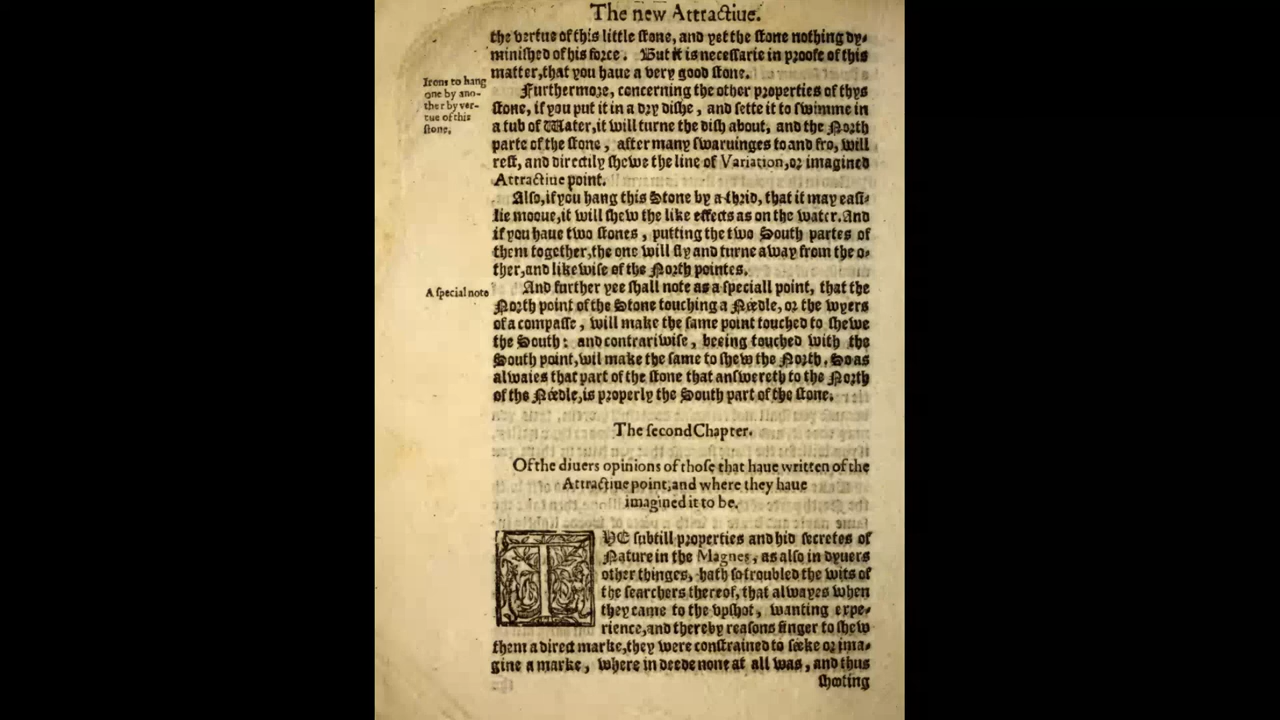 The new Attractiue.
the vertue of this little stone, and yet the stone nothing dy-
minished of his force. But it is necessarie in proofe of this
matter, that you haue a very good stone.
Irons to hang
one by ano-
ther by ver-
tue of this
stone.
Furthermore, concerning the other properties of thys
stone, if you put it in a dry dishe, and sette it to swimme in
a tub of Water, it will turne the dish about, and the North
parte of the stone, after many swaruinges to and fro, will
rest, and directily shewe the line of Variation, or imagined
Attractiue point.
Also, if you hang this Stone by a thrid, that it may easi-
lie mooue, it will shew the like effects as on the water. And
if you haue two stones, putting the two South partes of
them together, the one will fly and turne away from the o-
ther, and likewise of the North pointes.
A special note
And further yee shall note as a speciall point, that the
North point of the Stone touching a Needle, or the wyers
of a compasse, will make the same point touched to shewe
the South: and contrariwise, beeing touched with the
South point, wil make the same to shew the North. So as
alwaies that part of the stone that answereth to the North
of the Needle, is properly the South part of the stone.
The second Chapter.
Of the diuers opinions of those that haue written of the
Attractiue point, and where they haue
imagined it to be.
THE subtill properties and hid secretes of
Nature in the Magnes, as also in dyuers
other thinges, hath so troubled the wits of
the searchers thereof, that alwayes when
they came to the vpshot, wanting expe-
rience, and thereby reasons finger to shew
them a direct marke, they were constrained to seeke or ima-
gine a marke, where in deede none at all was, and thus
shooting